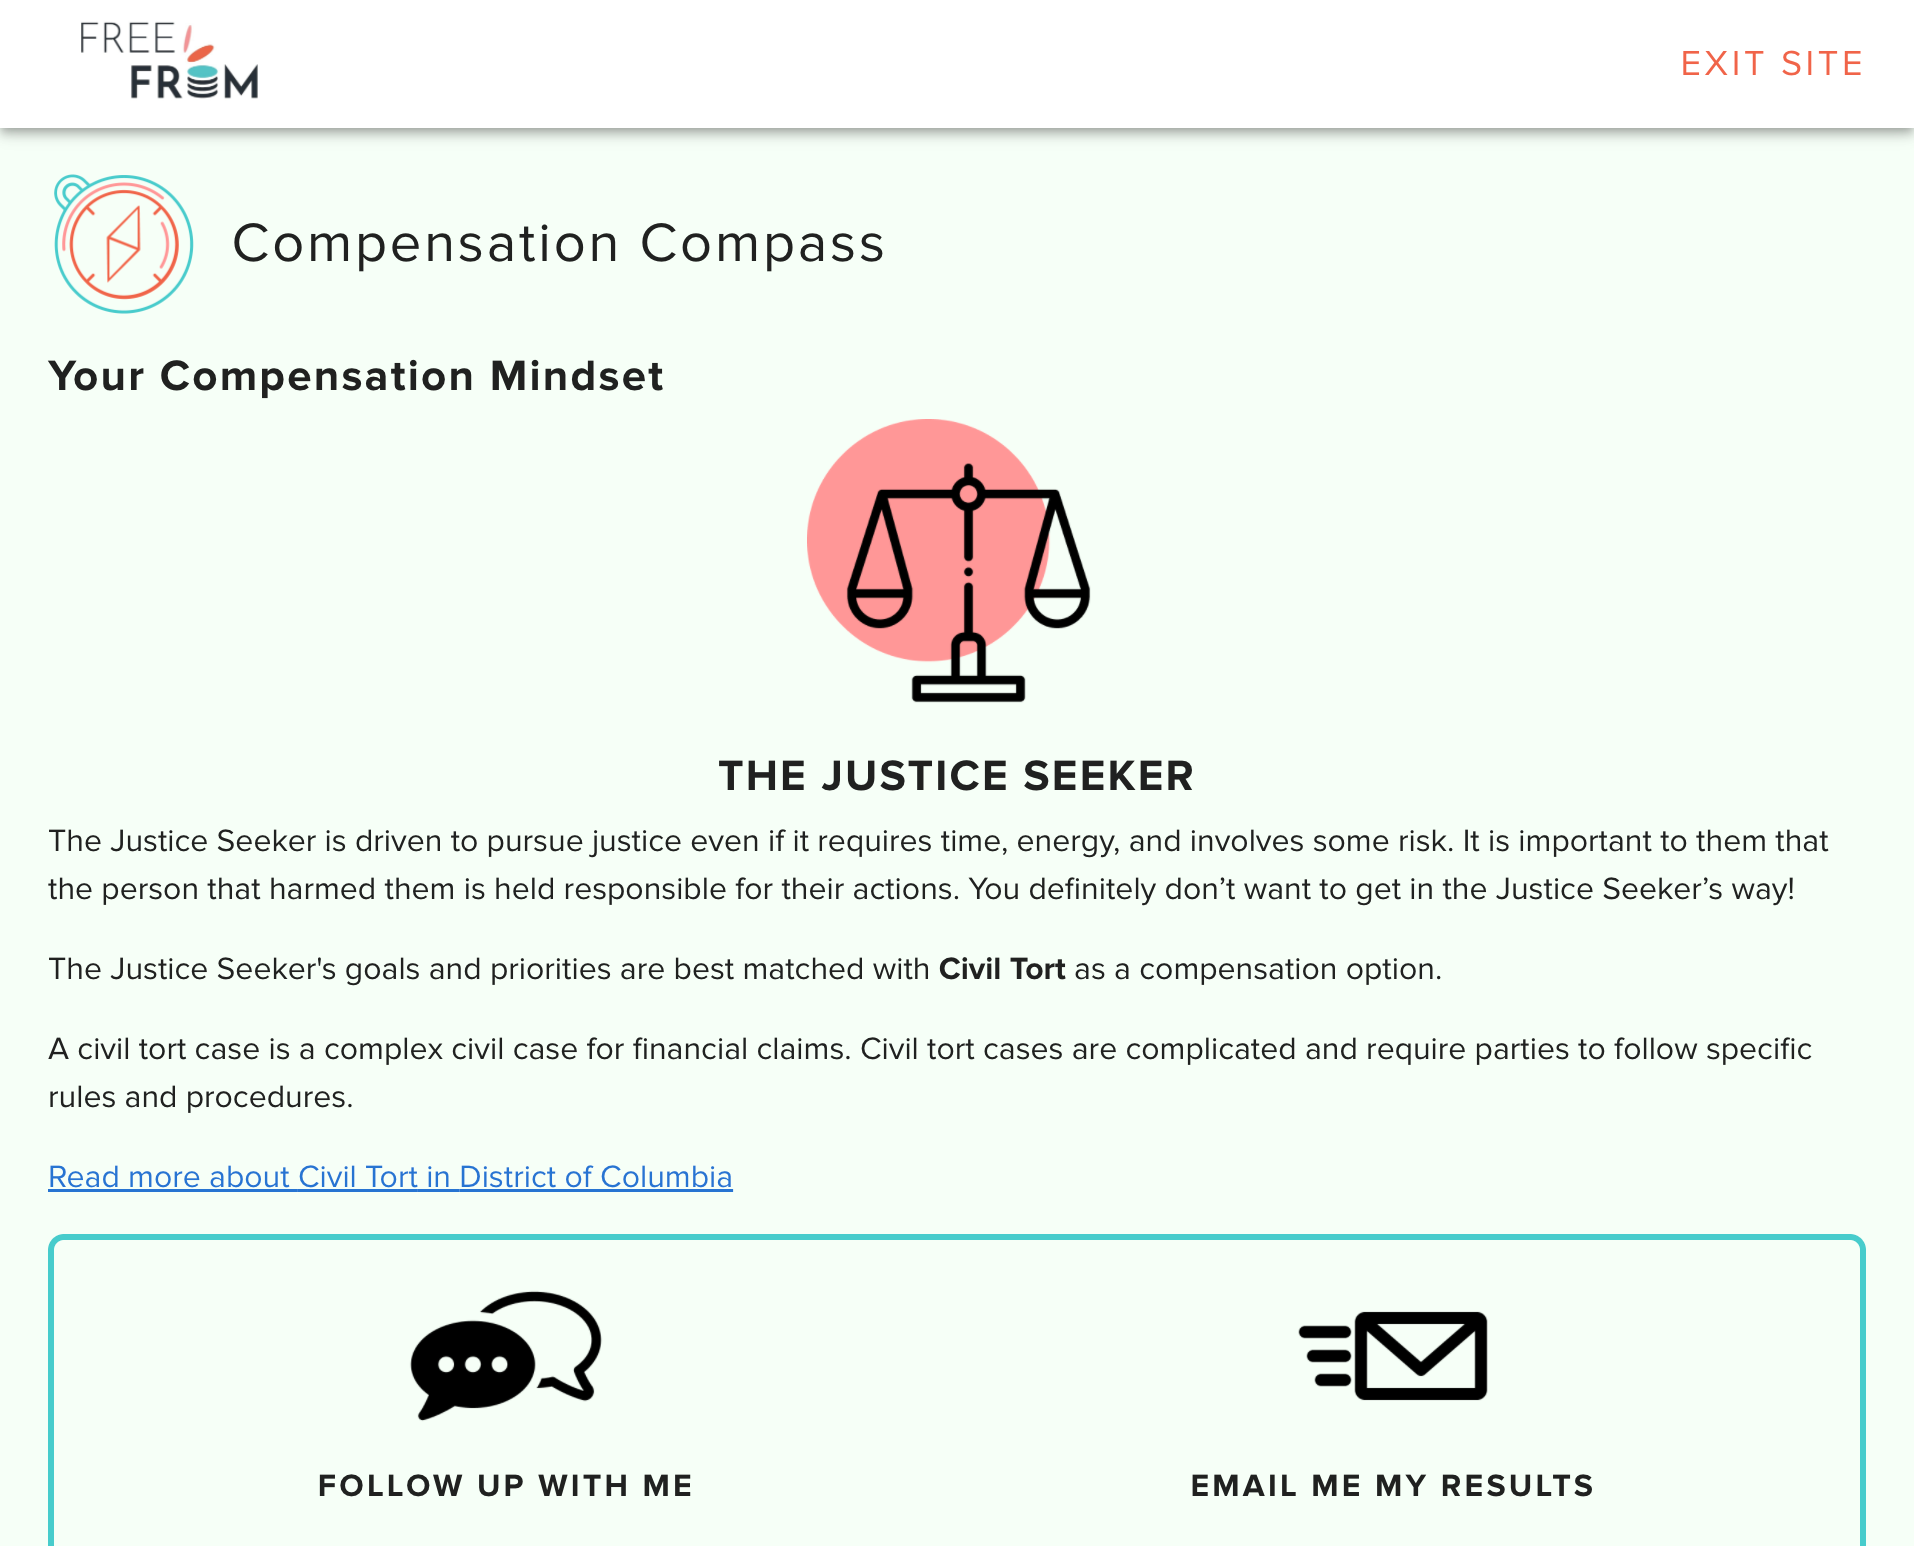 FREE
FROM
EXIT SITE
Compensation Compass
Your Compensation Mindset
THE JUSTICE SEEKER
The Justice Seeker is driven to pursue justice even if it requires time, energy, and involves some risk. It is important to them that
the person that harmed them is held responsible for their actions. You definitely don’t want to get in the Justice Seeker’s way!
The Justice Seeker's goals and priorities are best matched with Civil Tort as a compensation option.
A civil tort case is a complex civil case for financial claims. Civil tort cases are complicated and require parties to follow specific
rules and procedures.
Read more about Civil Tort in District of Columbia
FOLLOW UP WITH ME
EMAIL ME MY RESULTS